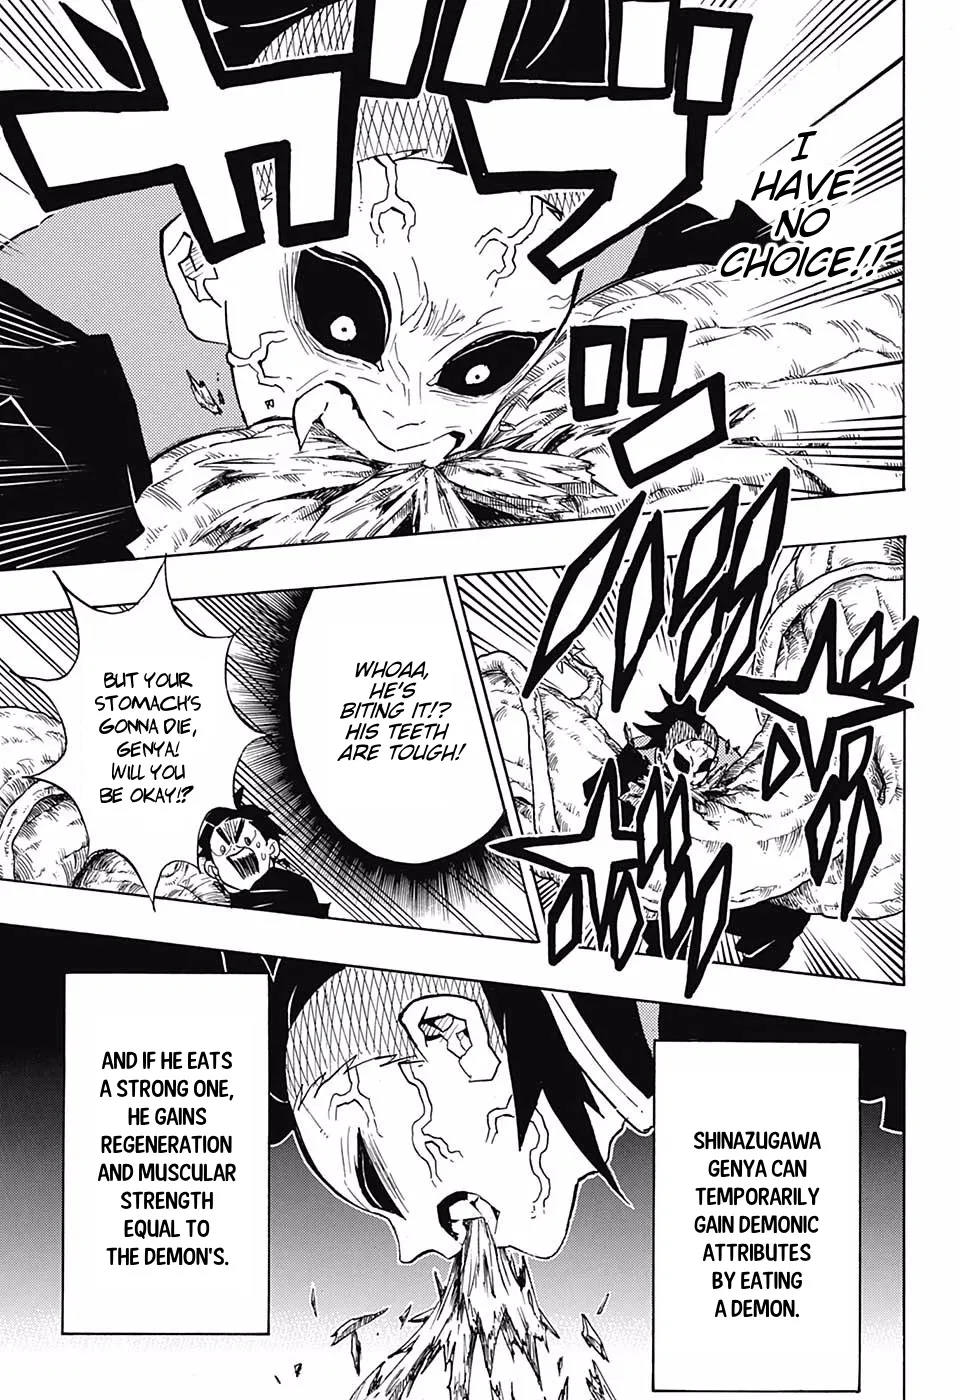 I
HAVE
NO
CHOICE!!
WHOAA,
HE'S
BITING IT!?
HIS TEETH
ARE TOUGH!
BUT YOUR
STOMACH'S
GONNA DIE,
GENYA!
WILL YOU
BE OKAY!?
SHINAZUGAWA
GENYA CAN
TEMPORARILY
GAIN DEMONIC
ATTRIBUTES
BY EATING
A DEMON.
AND IF HE EATS
A STRONG ONE,
HE GAINS
REGENERATION
AND MUSCULAR
STRENGTH
EQUAL TO
THE DEMON'S.